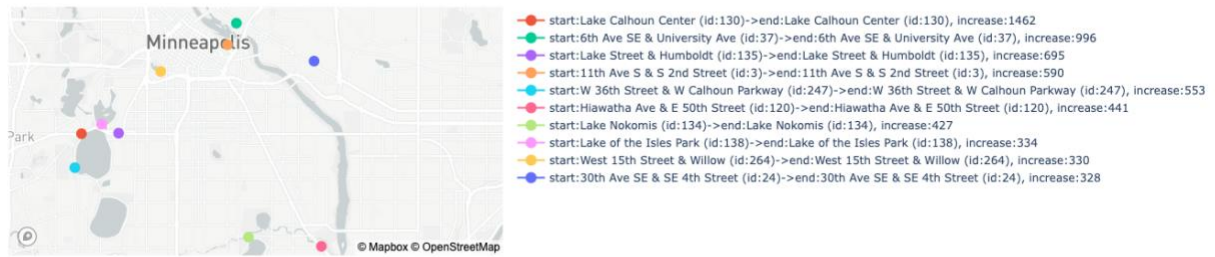 Minneapolis
Park
© Mapbox © OpenStreetMap
start:Lake Calhoun Center (id:130)->end:Lake Calhoun Center (id:130), increase:1462
start:6th Ave SE & University Ave (id:37)->end:6th Ave SE & University Ave (id:37), increase:996
start:Lake Street & Humboldt (id:135)->end:Lake Street & Humboldt (id:135), increase:695
start:11th Ave S & S 2nd Street (id:3)->end:11th Ave S & S 2nd Street (id:3), increase:590
start:W 36th Street & W Calhoun Parkway (id:247)->end:W 36th Street & W Calhoun Parkway (id:247), increase:553
start:Hiawatha Ave & E 50th Street (id:120)->end:Hiawatha Ave & E 50th Street (id:120), increase:441
start:Lake Nokomis (id:134)->end:Lake Nokomis (id:134), increase:427
start:Lake of the Isles Park (id:138)->end:Lake of the Isles Park (id:138), increase:334
start:West 15th Street & Willow (id:264)->end:West 15th Street & Willow (id:264), increase:330
start:30th Ave SE & SE 4th Street (id:24)->end:30th Ave SE & SE 4th Street (id:24), increase:328